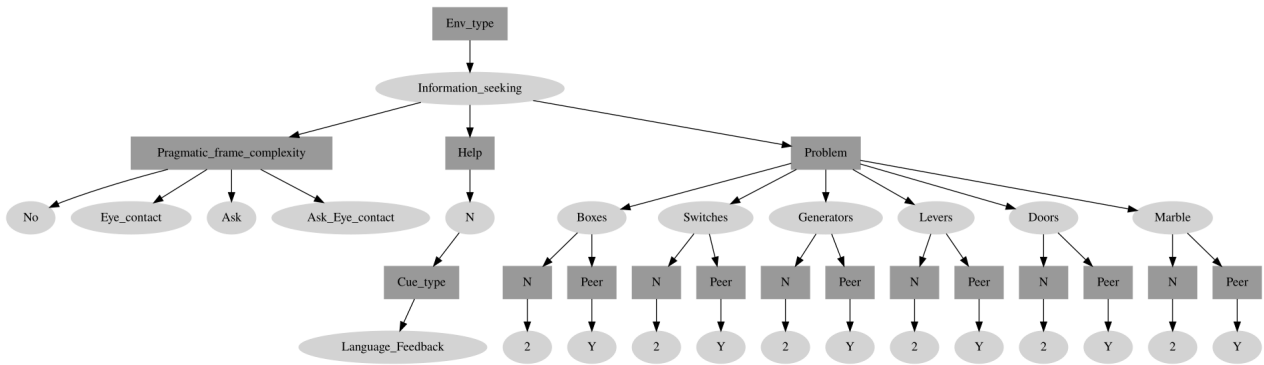 Env_type
Information_seeking
Pragmatic_frame_complexity Help Problem
No Eye_contact Ask Ask_Eye_contact N Boxes Switches Generators Levers Doors Marble
Cue_type N Peer N Peer N Peer N Peer N Peer N Peer
Language_Feedback 2 Y 2 Y 2 Y 2 Y 2 Y 2 Y